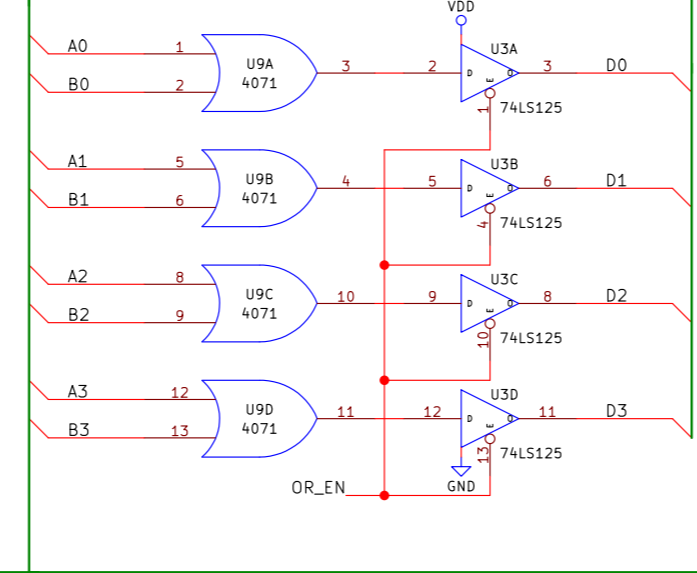 VDD
A0 1 U9A 3 2 D E O U3A 3 D0
B0 2 4071 1 74LS125
A1 5 U9B 4 5 D E O U3B 6 D1
B1 6 4071 4 74LS125
A2 8 U9C 10 9 D E O U3C 8 D2
B2 9 4071 10 74LS125
A3 12 U9D 11 12 D E O U3D 11 D3
B3 13 4071 13 74LS125
OR_EN GND